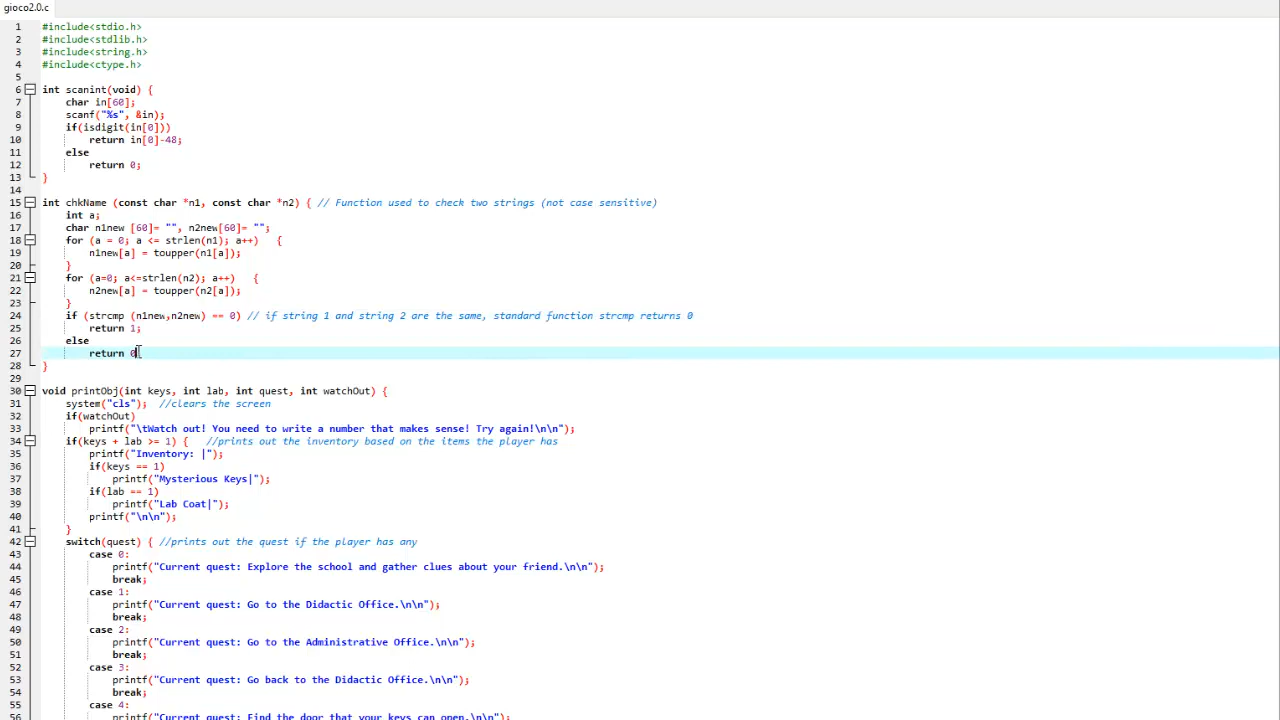 gioco2.0.c
1 #include<stdio.h>
2 #include<stdlib.h>
3 #include<string.h>
4 #include<ctype.h>
5
6 int scanint(void) {
7 char in[60];
8 scanf("%s", &in);
9 if(isdigit(in[0]))
10 return in[0]-48;
11 else
12 return 0;
13 }
14
15 int chkName (const char *n1, const char *n2) { // Function used to check two strings (not case sensitive)
16 int a;
17 char n1new [60]= "", n2new[60]= "";
18 for (a = 0; a <= strlen(n1); a++) {
19 n1new[a] = toupper(n1[a]);
20 }
21 for (a=0; a<=strlen(n2); a++) {
22 n2new[a] = toupper(n2[a]);
23 }
24 if (strcmp (n1new,n2new) == 0) // if string 1 and string 2 are the same, standard function strcmp returns 0
25 return 1;
26 else
27 return 0
28 }
29
30 void printObj(int keys, int lab, int quest, int watchOut) {
31 system("cls"); //clears the screen
32 if(watchOut)
33 printf("\tWatch out! You need to write a number that makes sense! Try again!\n\n");
34 if(keys + lab >= 1) { //prints out the inventory based on the items the player has
35 printf("Inventory: |");
36 if(keys == 1)
37 printf("Mysterious Keys|");
38 if(lab == 1)
39 printf("Lab Coat|");
40 printf("\n\n");
41 }
42 switch(quest) { //prints out the quest if the player has any
43 case 0:
44 printf("Current quest: Explore the school and gather clues about your friend.\n\n");
45 break;
46 case 1:
47 printf("Current quest: Go to the Didactic Office.\n\n");
48 break;
49 case 2:
50 printf("Current quest: Go to the Administrative Office.\n\n");
51 break;
52 case 3:
53 printf("Current quest: Go back to the Didactic Office.\n\n");
54 break;
55 case 4:
56 printf("Current quest: Find the door that your keys can open.\n\n");